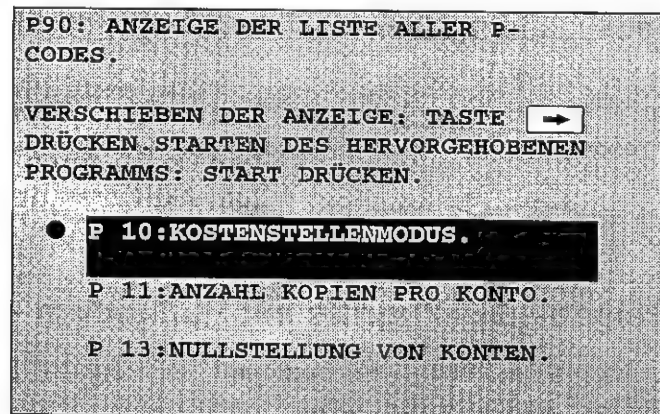 P90: ANZEIGE DER LISTE ALLER P-
CODES.
VERSCHIEBEN DER ANZEIGE: TASTE
DRÜCKEN.STARTEN DES HERVORGEHOBENEN
PROGRAMMS: START DRÜCKEN.
P 10:KOSTENSTELLENMODUS.
P 11:ANZAHL KOPIEN PRO KONTO.
P 13:NULLSTELLUNG VON KONTEN.